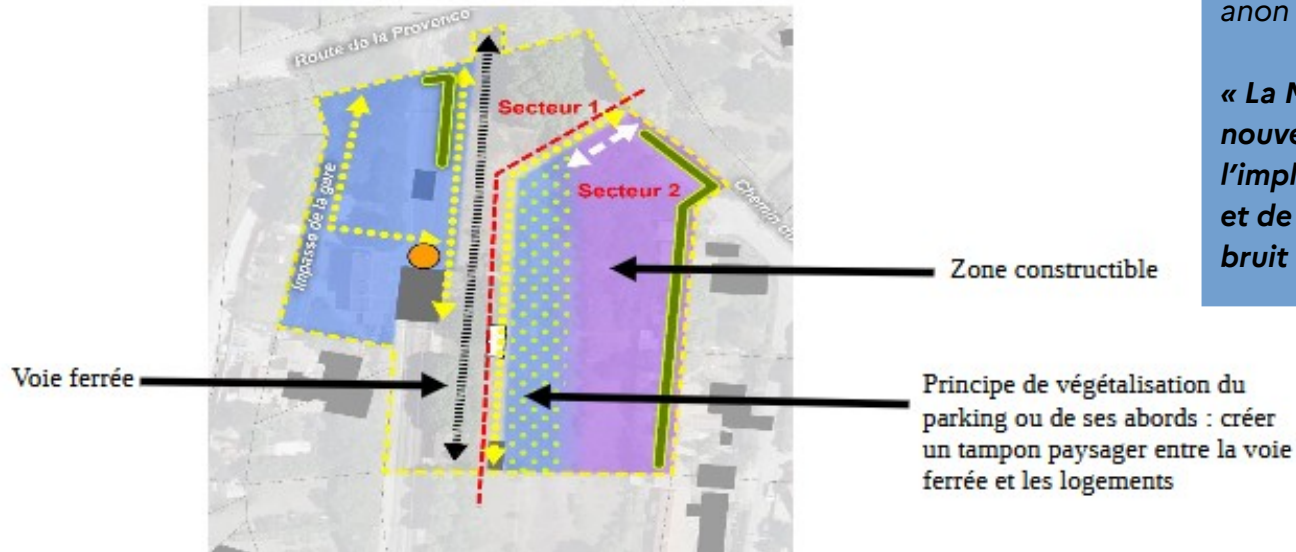 Route de la Provence
Secteur 1
Impasse de la gare
Secteur 2
Chemin du
Voie ferrée
Zone constructible
Principe de végétalisation du
parking ou de ses abords : créer
un tampon paysager entre la voie
ferrée et les logements
anon
« La N
nouve
l'impl
et de
bruit